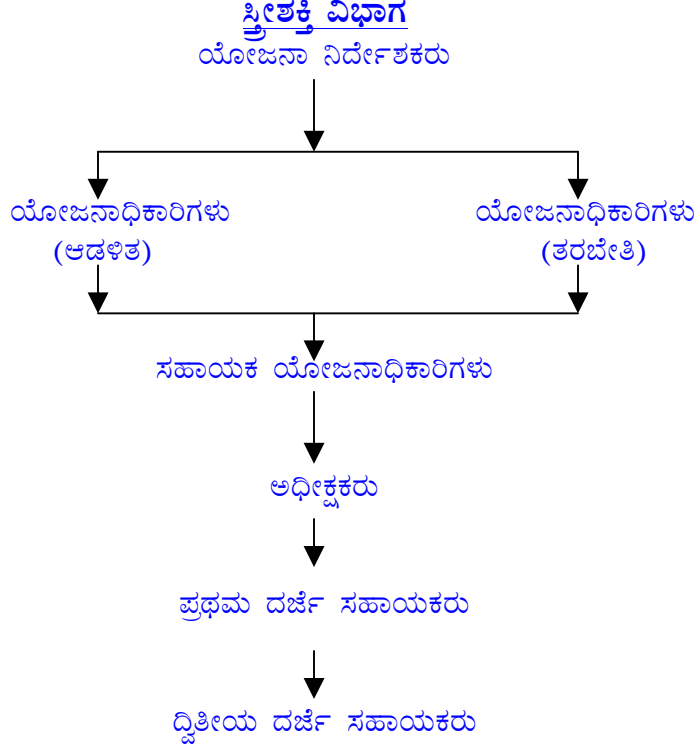 ಸ್ತ್ರೀಶಕ್ತಿ ವಿಭಾಗ
ಯೋಜನಾ ನಿರ್ದೇಶಕರು
ಯೋಜನಾಧಿಕಾರಿಗಳು ಯೋಜನಾಧಿಕಾರಿಗಳು
(ಆಡಳಿತ) (ತರಬೇತಿ)
ಸಹಾಯಕ ಯೋಜನಾಧಿಕಾರಿಗಳು
ಅಧೀಕ್ಷಕರು
ಪ್ರಥಮ ದರ್ಜೆ ಸಹಾಯಕರು
ದ್ವಿತೀಯ ದರ್ಜೆ ಸಹಾಯಕರು